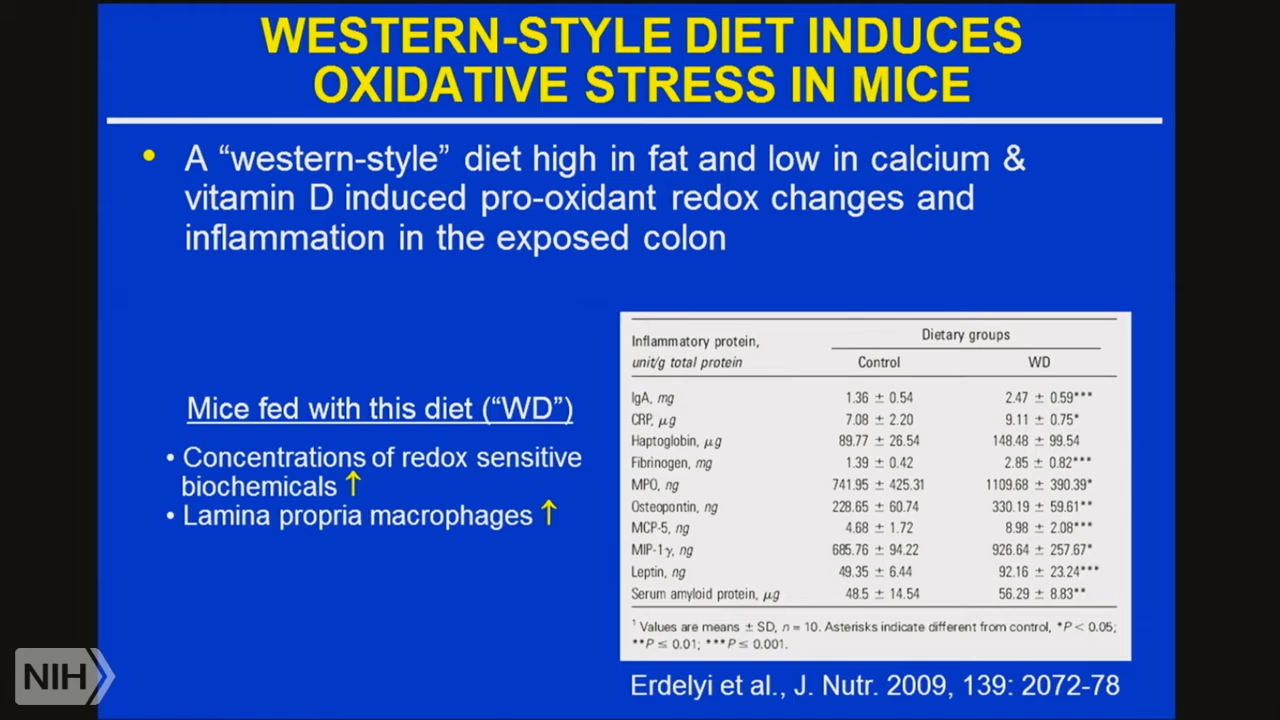 WESTERN-STYLE DIET INDUCES
OXIDATIVE STRESS IN MICE
• A “western-style” diet high in fat and low in calcium &
vitamin D induced pro-oxidant redox changes and
inflammation in the exposed colon
Mice fed with this diet (“WD”)
• Concentrations of redox sensitive
biochemicals ↑
• Lamina propria macrophages ↑
Dietary groups
Inflammatory protein,
unit/g total protein Control WD
IgA, mg 1.36 ± 0.54 2.47 ± 0.59***
CRP, μg 7.08 ± 2.20 9.11 ± 0.75*
Haptoglobin, μg 89.77 ± 26.54 148.48 ± 99.54
Fibrinogen, mg 1.39 ± 0.42 2.85 ± 0.82***
MPO, ng 741.95 ± 425.31 1109.68 ± 390.39*
Osteopontin, ng 228.65 ± 60.74 330.19 ± 59.61**
MCP-5, ng 4.68 ± 1.72 8.98 ± 2.08***
MIP-1γ, ng 685.76 ± 94.22 926.64 ± 257.67*
Leptin, ng 49.35 ± 6.44 92.16 ± 23.24***
Serum amyloid protein, μg 48.5 ± 14.54 56.29 ± 8.83**
¹ Values are means ± SD, n = 10. Asterisks indicate different from control, *P < 0.05;
**P ≤ 0.01; ***P ≤ 0.001.
Erdelyi et al., J. Nutr. 2009, 139: 2072-78
NIH